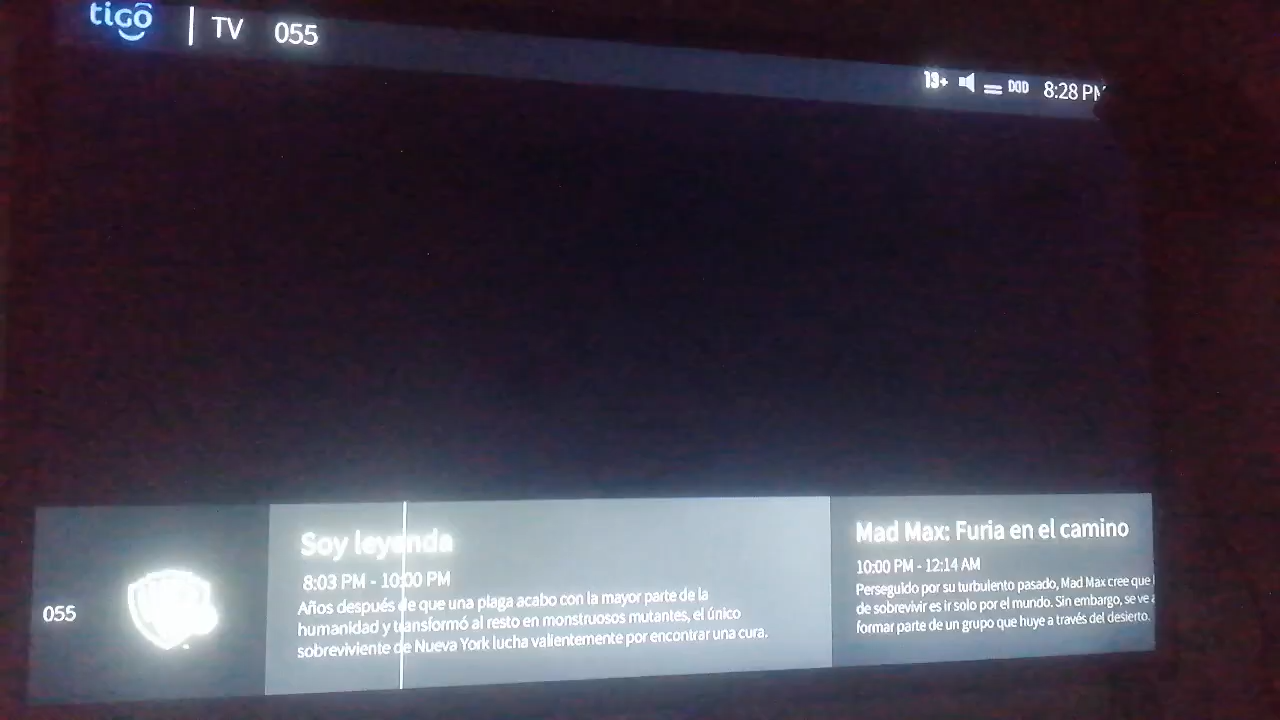 tigo | TV 055
13+ 8:28 PM
055
Soy leyenda
8:03 PM - 10:00 PM
Años después de que una plaga acabo con la mayor parte de la
humanidad y transformó al resto en monstruosos mutantes, el único
sobreviviente de Nueva York lucha valientemente por encontrar una cura.
Mad Max: Furia en el camino
10:00 PM - 12:14 AM
Perseguido por su turbulento pasado, Mad Max cree que
de sobrevivir es ir solo por el mundo. Sin embargo, se ve
formar parte de un grupo que huye a través del desierto.